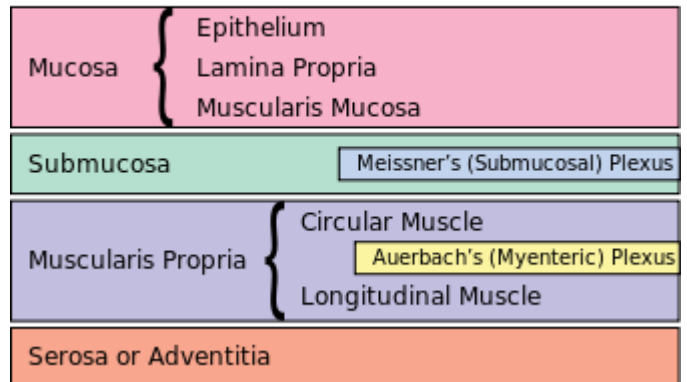 Epithelium
Mucosa
Lamina Propria
Muscularis Mucosa
Submucosa
Meissner's (Submucosal) Plexus
Circular Muscle
Muscularis Propria
Auerbach's (Myenteric) Plexus
Longitudinal Muscle
Serosa or Adventitia